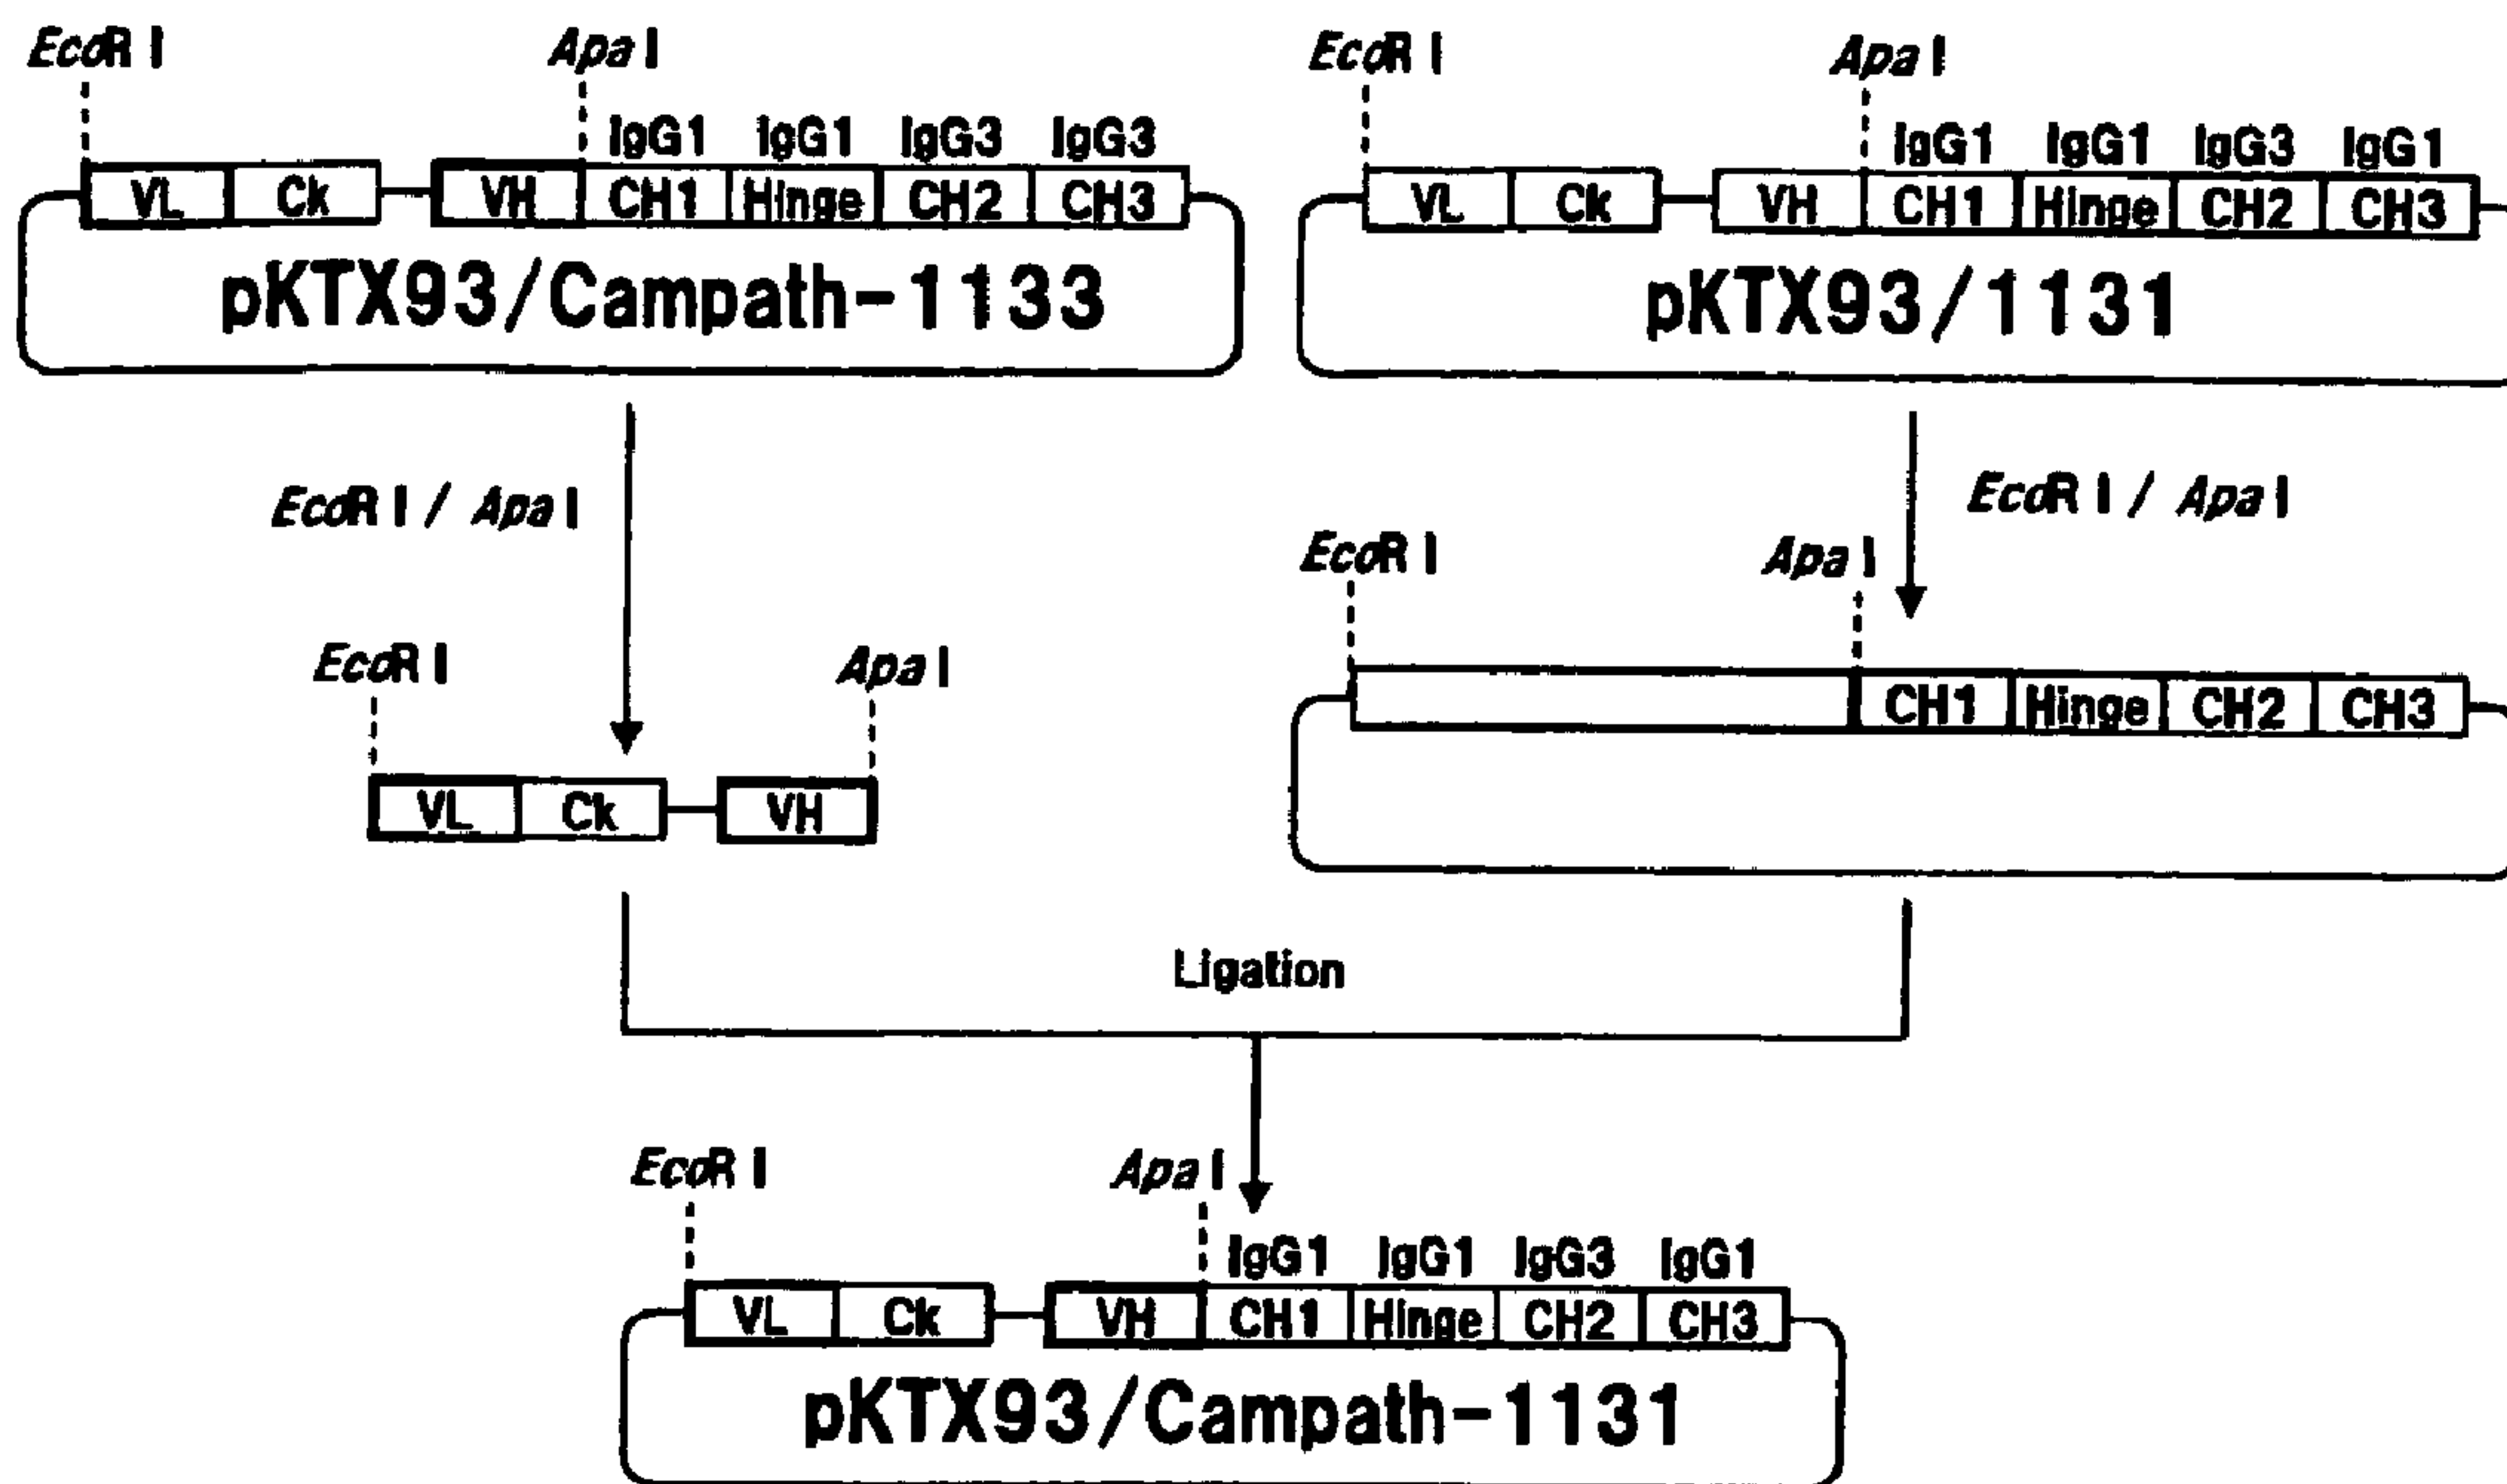 EcoR I
Apa I
IgG1 IgG1 IgG3 IgG3
VL Ck VH CH1 Hinge CH2 CH3
pKTX93/Campath-1133
EcoR I
Apa I
IgG1 IgG1 IgG3 IgG1
VL Ck VH CH1 Hinge CH2 CH3
pKTX93/1131
EcoR I / Apa I
EcoR I / Apa I
EcoR I
Apa I
VL Ck VH
EcoR I
Apa I
CH1 Hinge CH2 CH3
Ligation
EcoR I
Apa I
IgG1 IgG1 IgG3 IgG1
VL Ck VH CH1 Hinge CH2 CH3
pKTX93/Campath-1131